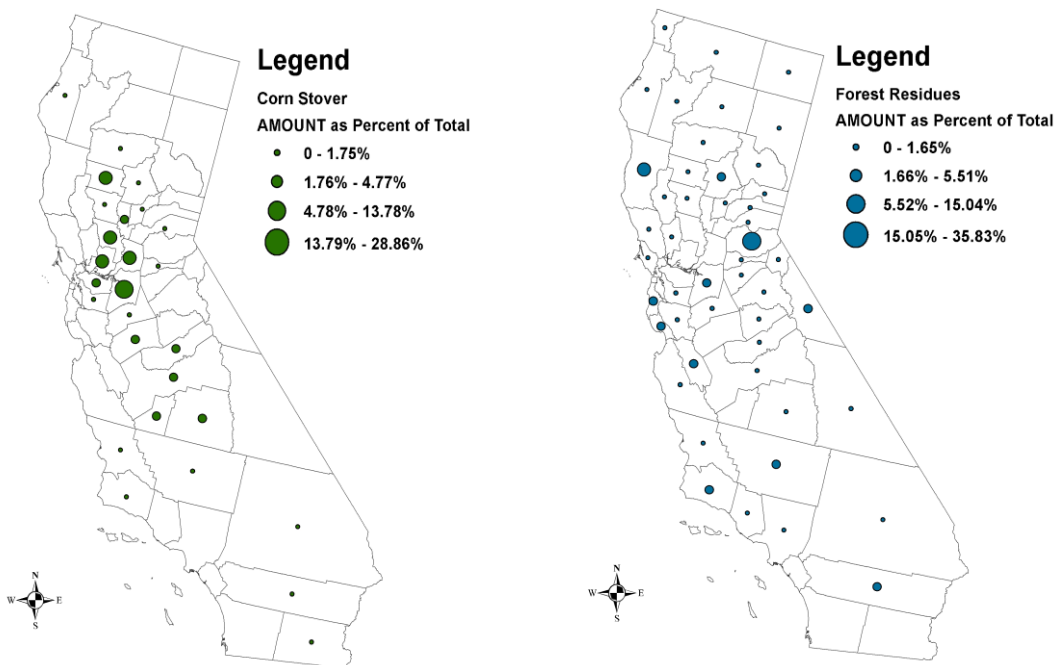 Legend
Corn Stover
AMOUNT as Percent of Total
0 - 1.75%
1.76% - 4.77%
4.78% - 13.78%
13.79% - 28.86%
N
W E
S
Legend
Forest Residues
AMOUNT as Percent of Total
0 - 1.65%
1.66% - 5.51%
5.52% - 15.04%
15.05% - 35.83%
N
W E
S